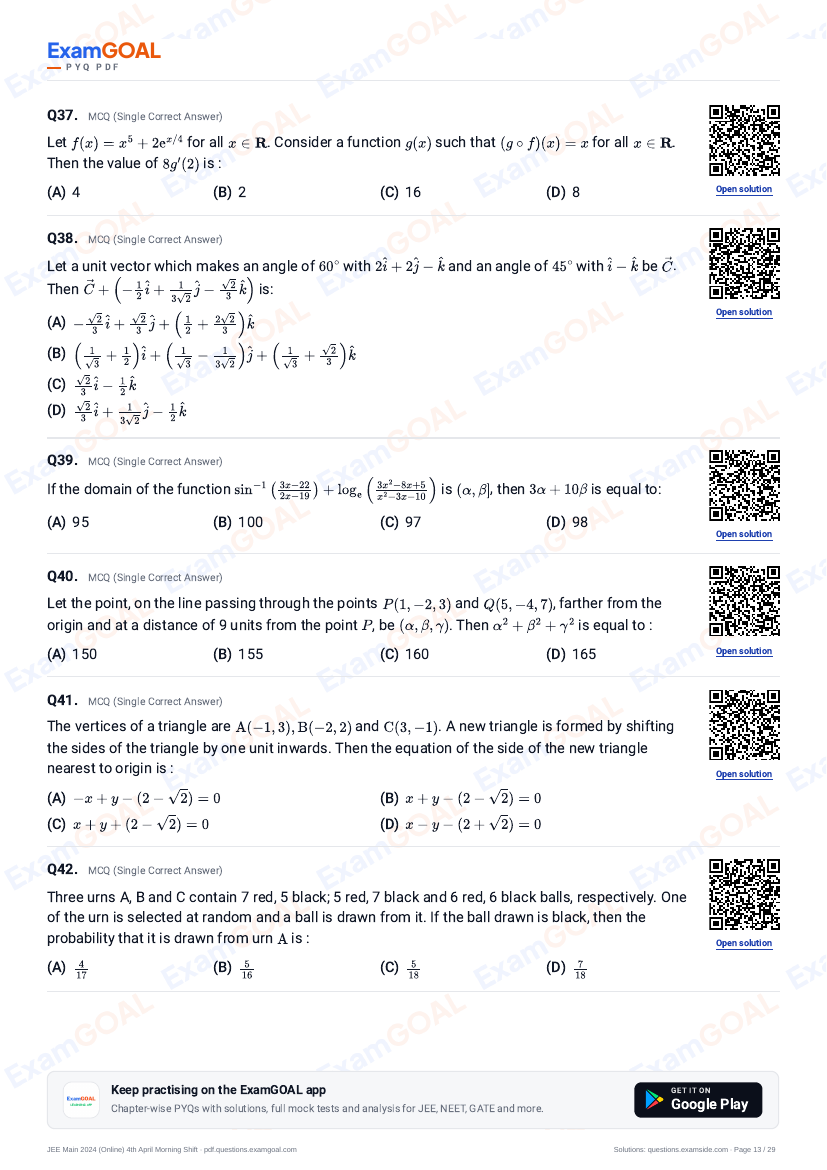 ExamGOAL
PYQ PDF
Q37. MCQ (Single Correct Answer)
Let f(x) = x⁵ + 2e^{x/4} for all x ∈ R. Consider a function g(x) such that (g ∘ f)(x) = x for all x ∈ R.
Then the value of 8g′(2) is :
(A) 4 (B) 2 (C) 16 (D) 8
Open solution
Q38. MCQ (Single Correct Answer)
Let a unit vector which makes an angle of 60° with 2î + 2ĵ − k̂ and an angle of 45° with î − k̂ be C⃗.
Then C⃗ + (−1/2 î + 1/(3√2) ĵ − √2/3 k̂) is:
(A) −√2/3 î + √2/3 ĵ + (1/2 + 2√2/3) k̂
(B) (1/√3 + 1/2) î + (1/√3 − 1/(3√2)) ĵ + (1/√3 + √2/3) k̂
(C) √2/3 î − 1/2 k̂
(D) √2/3 î + 1/(3√2) ĵ − 1/2 k̂
Open solution
Q39. MCQ (Single Correct Answer)
If the domain of the function sin⁻¹((3x−22)/(2x−19)) + logₑ((3x²−8x+5)/(x²−3x−10)) is (α, β], then 3α + 10β is equal to:
(A) 95 (B) 100 (C) 97 (D) 98
Open solution
Q40. MCQ (Single Correct Answer)
Let the point, on the line passing through the points P(1, −2, 3) and Q(5, −4, 7), farther from the
origin and at a distance of 9 units from the point P, be (α, β, γ). Then α² + β² + γ² is equal to :
(A) 150 (B) 155 (C) 160 (D) 165
Open solution
Q41. MCQ (Single Correct Answer)
The vertices of a triangle are A(−1, 3), B(−2, 2) and C(3, −1). A new triangle is formed by shifting
the sides of the triangle by one unit inwards. Then the equation of the side of the new triangle
nearest to origin is :
(A) −x + y − (2 − √2) = 0 (B) x + y − (2 − √2) = 0
(C) x + y + (2 − √2) = 0 (D) x − y − (2 + √2) = 0
Open solution
Q42. MCQ (Single Correct Answer)
Three urns A, B and C contain 7 red, 5 black; 5 red, 7 black and 6 red, 6 black balls, respectively. One
of the urn is selected at random and a ball is drawn from it. If the ball drawn is black, then the
probability that it is drawn from urn A is :
(A) 4/17 (B) 5/16 (C) 5/18 (D) 7/18
Open solution
Keep practising on the ExamGOAL app
Chapter-wise PYQs with solutions, full mock tests and analysis for JEE, NEET, GATE and more.
ExamGOAL
GET IT ON
Google Play
JEE Main 2024 (Online) 4th April Morning Shift · pdf.questions.examgoal.com
Solutions: questions.examside.com · Page 13 / 29